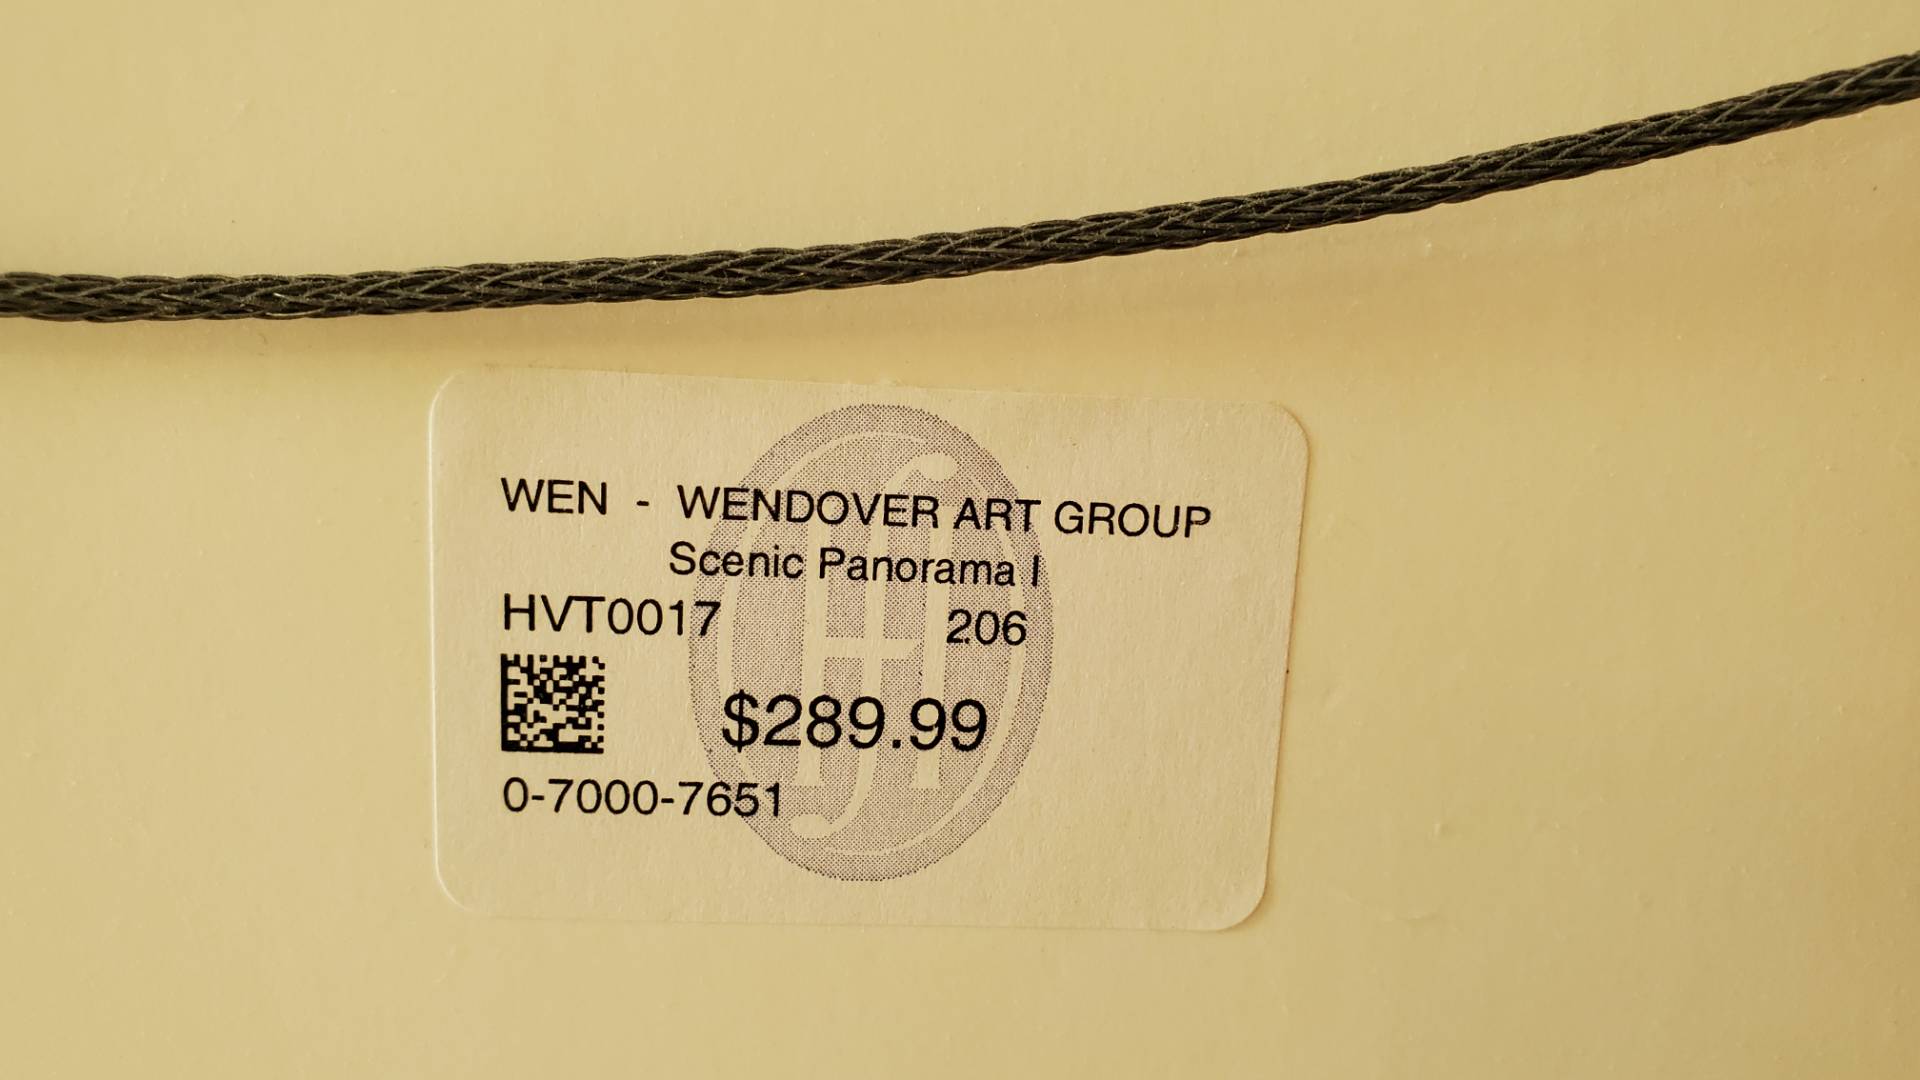 WEN - WENDOVER ART GROUP
Scenic Panorama I
HVT0017 206
$289.99
0-7000-7651